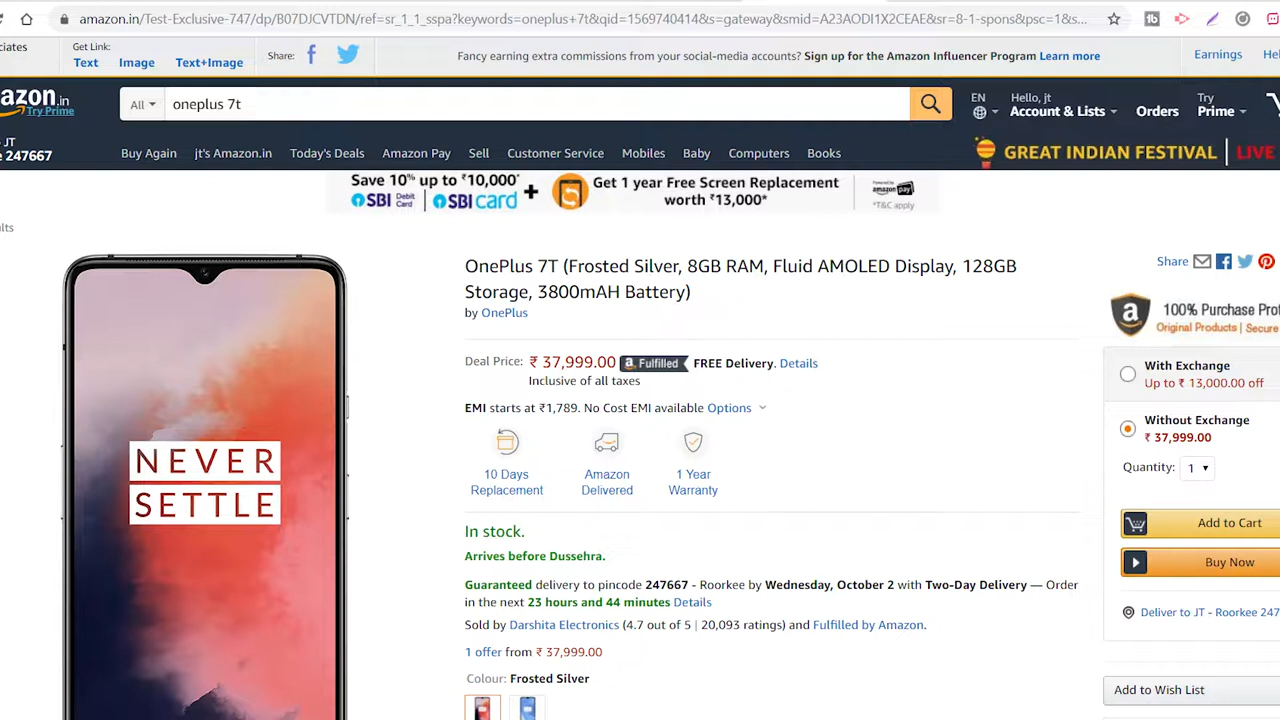 amazon.in/Test-Exclusive-747/dp/B07DJCVTDN/ref=sr_1_1_sspa?keywords=oneplus+7t&qid=1569740414&s=gateway&smid=A23AODI1X2CEAE&sr=8-1-spons&psc=1&s...
ciates
Get Link:
Text Image Text+Image
Share:
Fancy earning extra commissions from your social-media accounts? Sign up for the Amazon Influencer Program Learn more
Earnings
Hel
azon.in
Try Prime
All
oneplus 7t
EN
Hello, jt
Account & Lists
Orders
Try
Prime
JT
247667
Buy Again jt's Amazon.in Today's Deals Amazon Pay Sell Customer Service Mobiles Baby Computers Books
GREAT INDIAN FESTIVAL | LIVE
Save 10% up to ₹10,000*
SBI Debit Card | SBI card
+
Get 1 year Free Screen Replacement
worth ₹13,000*
Powered by
amazon pay
*T&C apply
ults
NEVER
SETTLE
OnePlus 7T (Frosted Silver, 8GB RAM, Fluid AMOLED Display, 128GB
Storage, 3800mAH Battery)
by OnePlus
Deal Price: ₹ 37,999.00 a Fulfilled FREE Delivery. Details
Inclusive of all taxes
EMI starts at ₹1,789. No Cost EMI available Options
10 Days
Replacement
Amazon
Delivered
1 Year
Warranty
In stock.
Arrives before Dussehra.
Guaranteed delivery to pincode 247667 - Roorkee by Wednesday, October 2 with Two-Day Delivery — Order
in the next 23 hours and 44 minutes Details
Sold by Darshita Electronics (4.7 out of 5 | 20,093 ratings) and Fulfilled by Amazon.
1 offer from ₹ 37,999.00
Colour: Frosted Silver
Share
a
100% Purchase Prot
Original Products | Secure
With Exchange
Up to ₹ 13,000.00 off
Without Exchange
₹ 37,999.00
Quantity: 1
Add to Cart
Buy Now
Deliver to JT - Roorkee 247
Add to Wish List